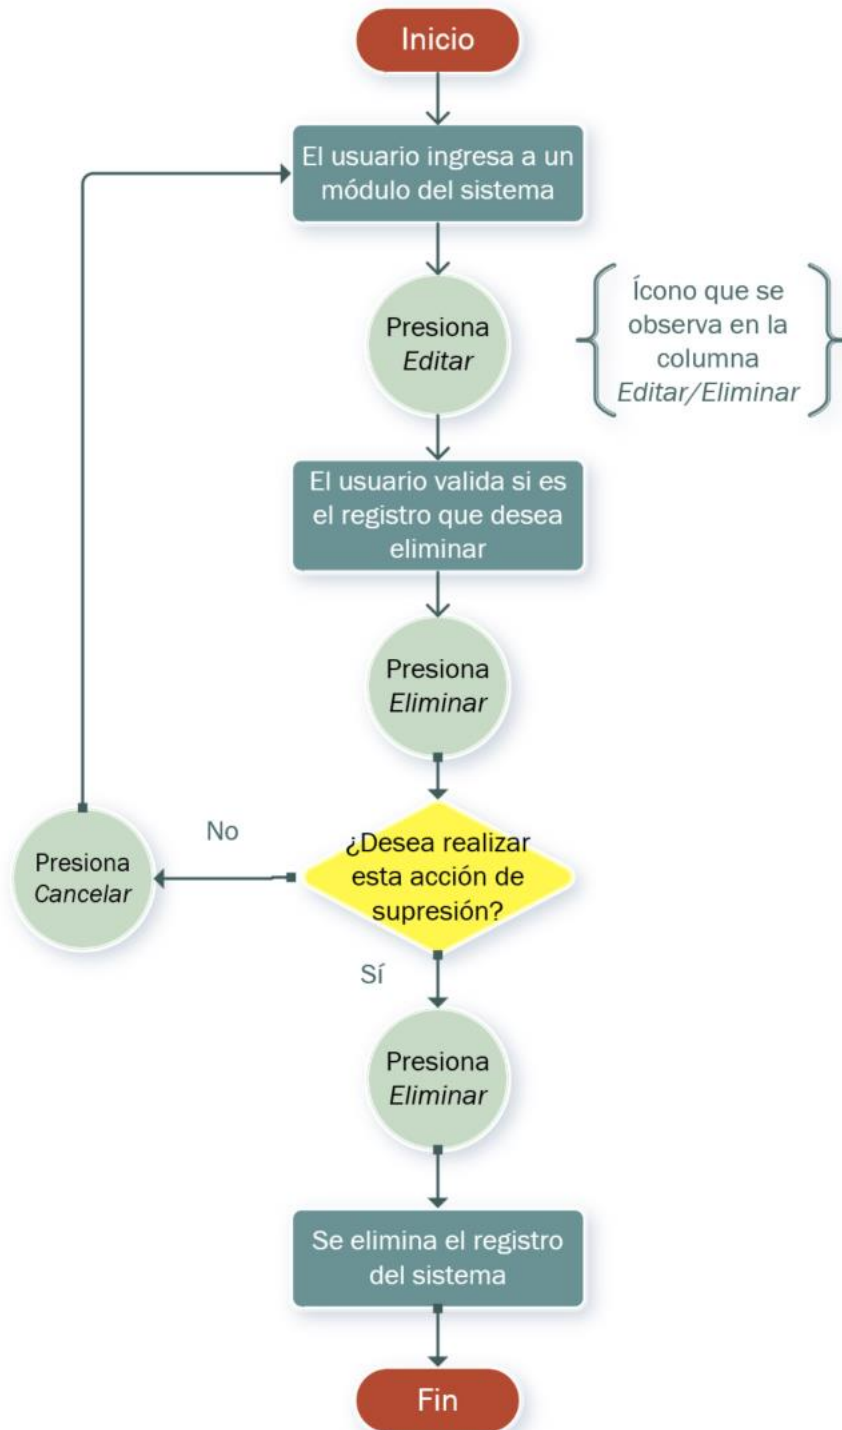 Inicio
El usuario ingresa a un
módulo del sistema
Presiona
Editar
Ícono que se
observa en la
columna
Editar/Eliminar
El usuario valida si es
el registro que desea
eliminar
Presiona
Eliminar
¿Desea realizar
esta acción de
supresión?
No
Presiona
Cancelar
Sí
Presiona
Eliminar
Se elimina el registro
del sistema
Fin